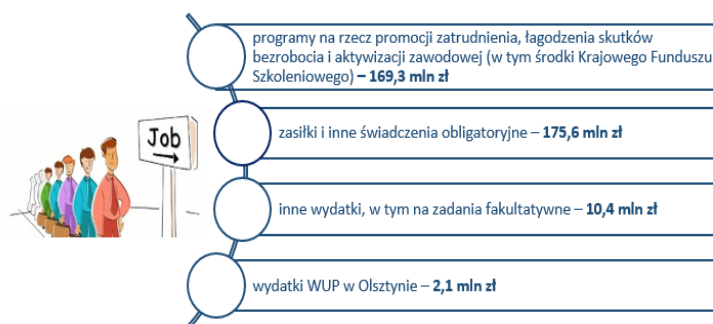 programy na rzecz promocji zatrudnienia, łagodzenia skutków
bezrobocia i aktywizacji zawodowej (w tym środki Krajowego Funduszu
Szkoleniowego) – 169,3 mln zł
Job
zasiłki i inne świadczenia obligatoryjne – 175,6 mln zł
inne wydatki, w tym na zadania fakultatywne – 10,4 mln zł
wydatki WUP w Olsztynie – 2,1 mln zł